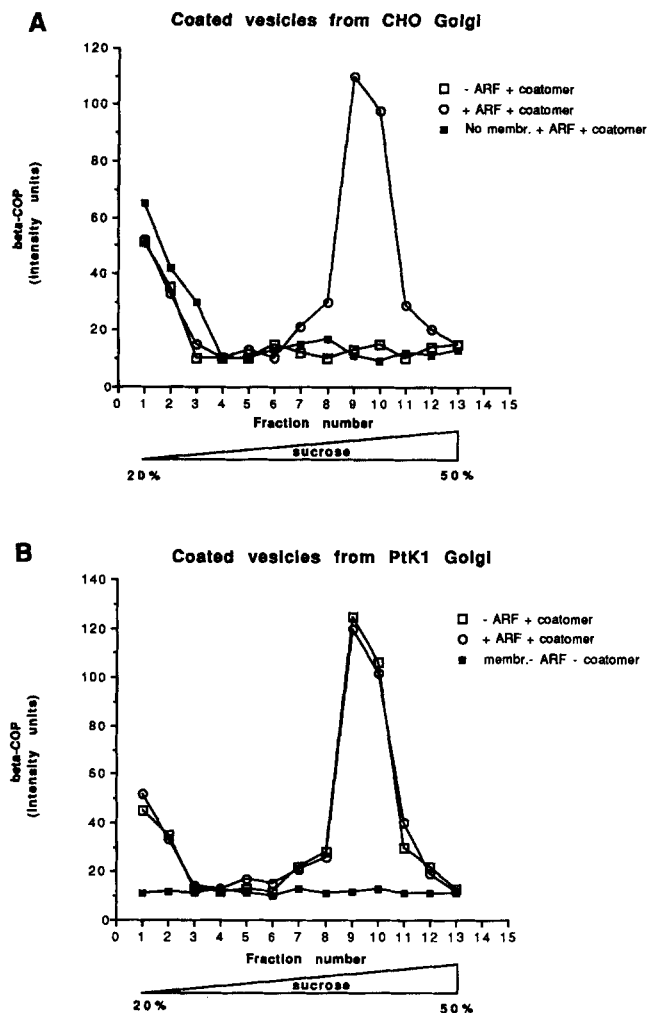 A
Coated vesicles from CHO Golgi
120
100
80
60
40
20
0
beta-COP
(intensity units)
- ARF + coatomer
+ ARF + coatomer
No membr. + ARF + coatomer
0 1 2 3 4 5 6 7 8 9 10 11 12 13 14 15
Fraction number
sucrose
20% 50%
B
Coated vesicles from PtK1 Golgi
140
120
100
80
60
40
20
0
beta-COP
(intensity units)
- ARF + coatomer
+ ARF + coatomer
membr.- ARF - coatomer
0 1 2 3 4 5 6 7 8 9 10 11 12 13 14 15
Fraction number
sucrose
20% 50%